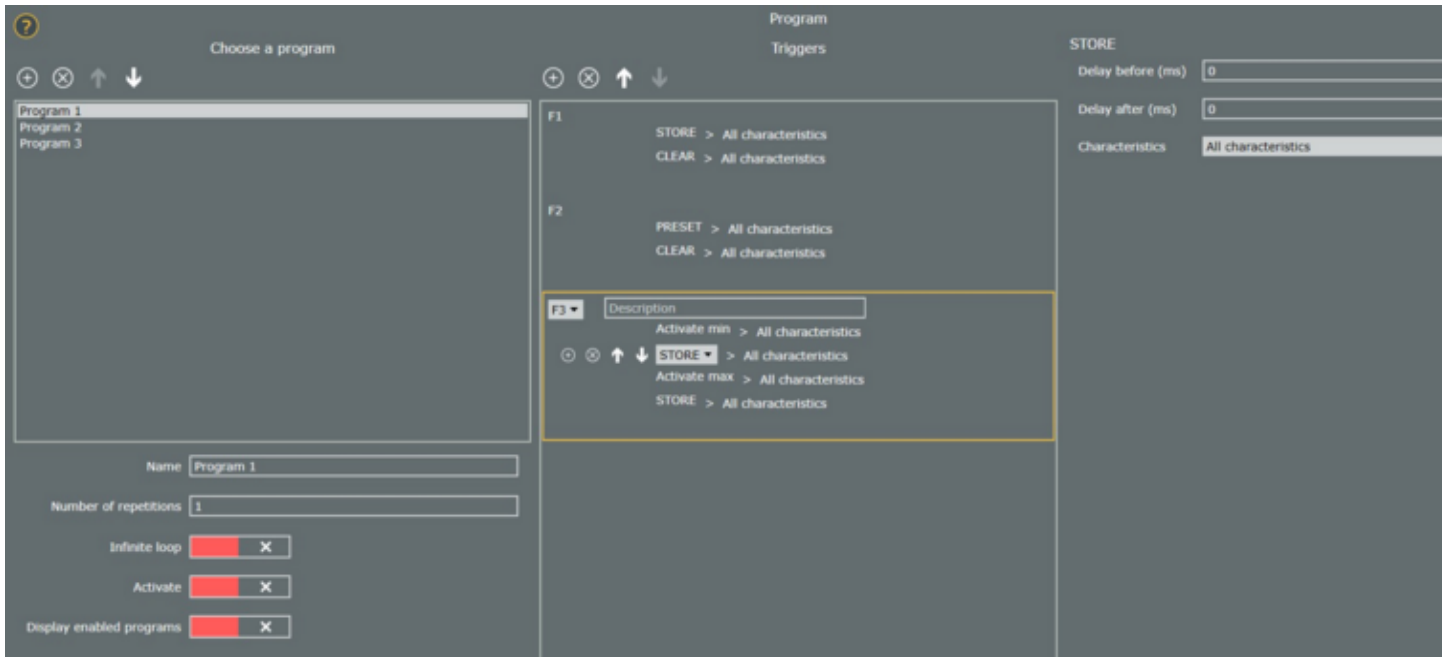 ?
Program
Choose a program
Triggers
STORE
Delay before (ms) 0
Delay after (ms) 0
Characteristics All characteristics
Program 1
Program 2
Program 3
Name Program 1
Number of repetitions 1
Infinite loop
Activate
Display enabled programs
F1
STORE > All characteristics
CLEAR > All characteristics
F2
PRESET > All characteristics
CLEAR > All characteristics
F3 Description
Activate min > All characteristics
STORE > All characteristics
Activate max > All characteristics
STORE > All characteristics